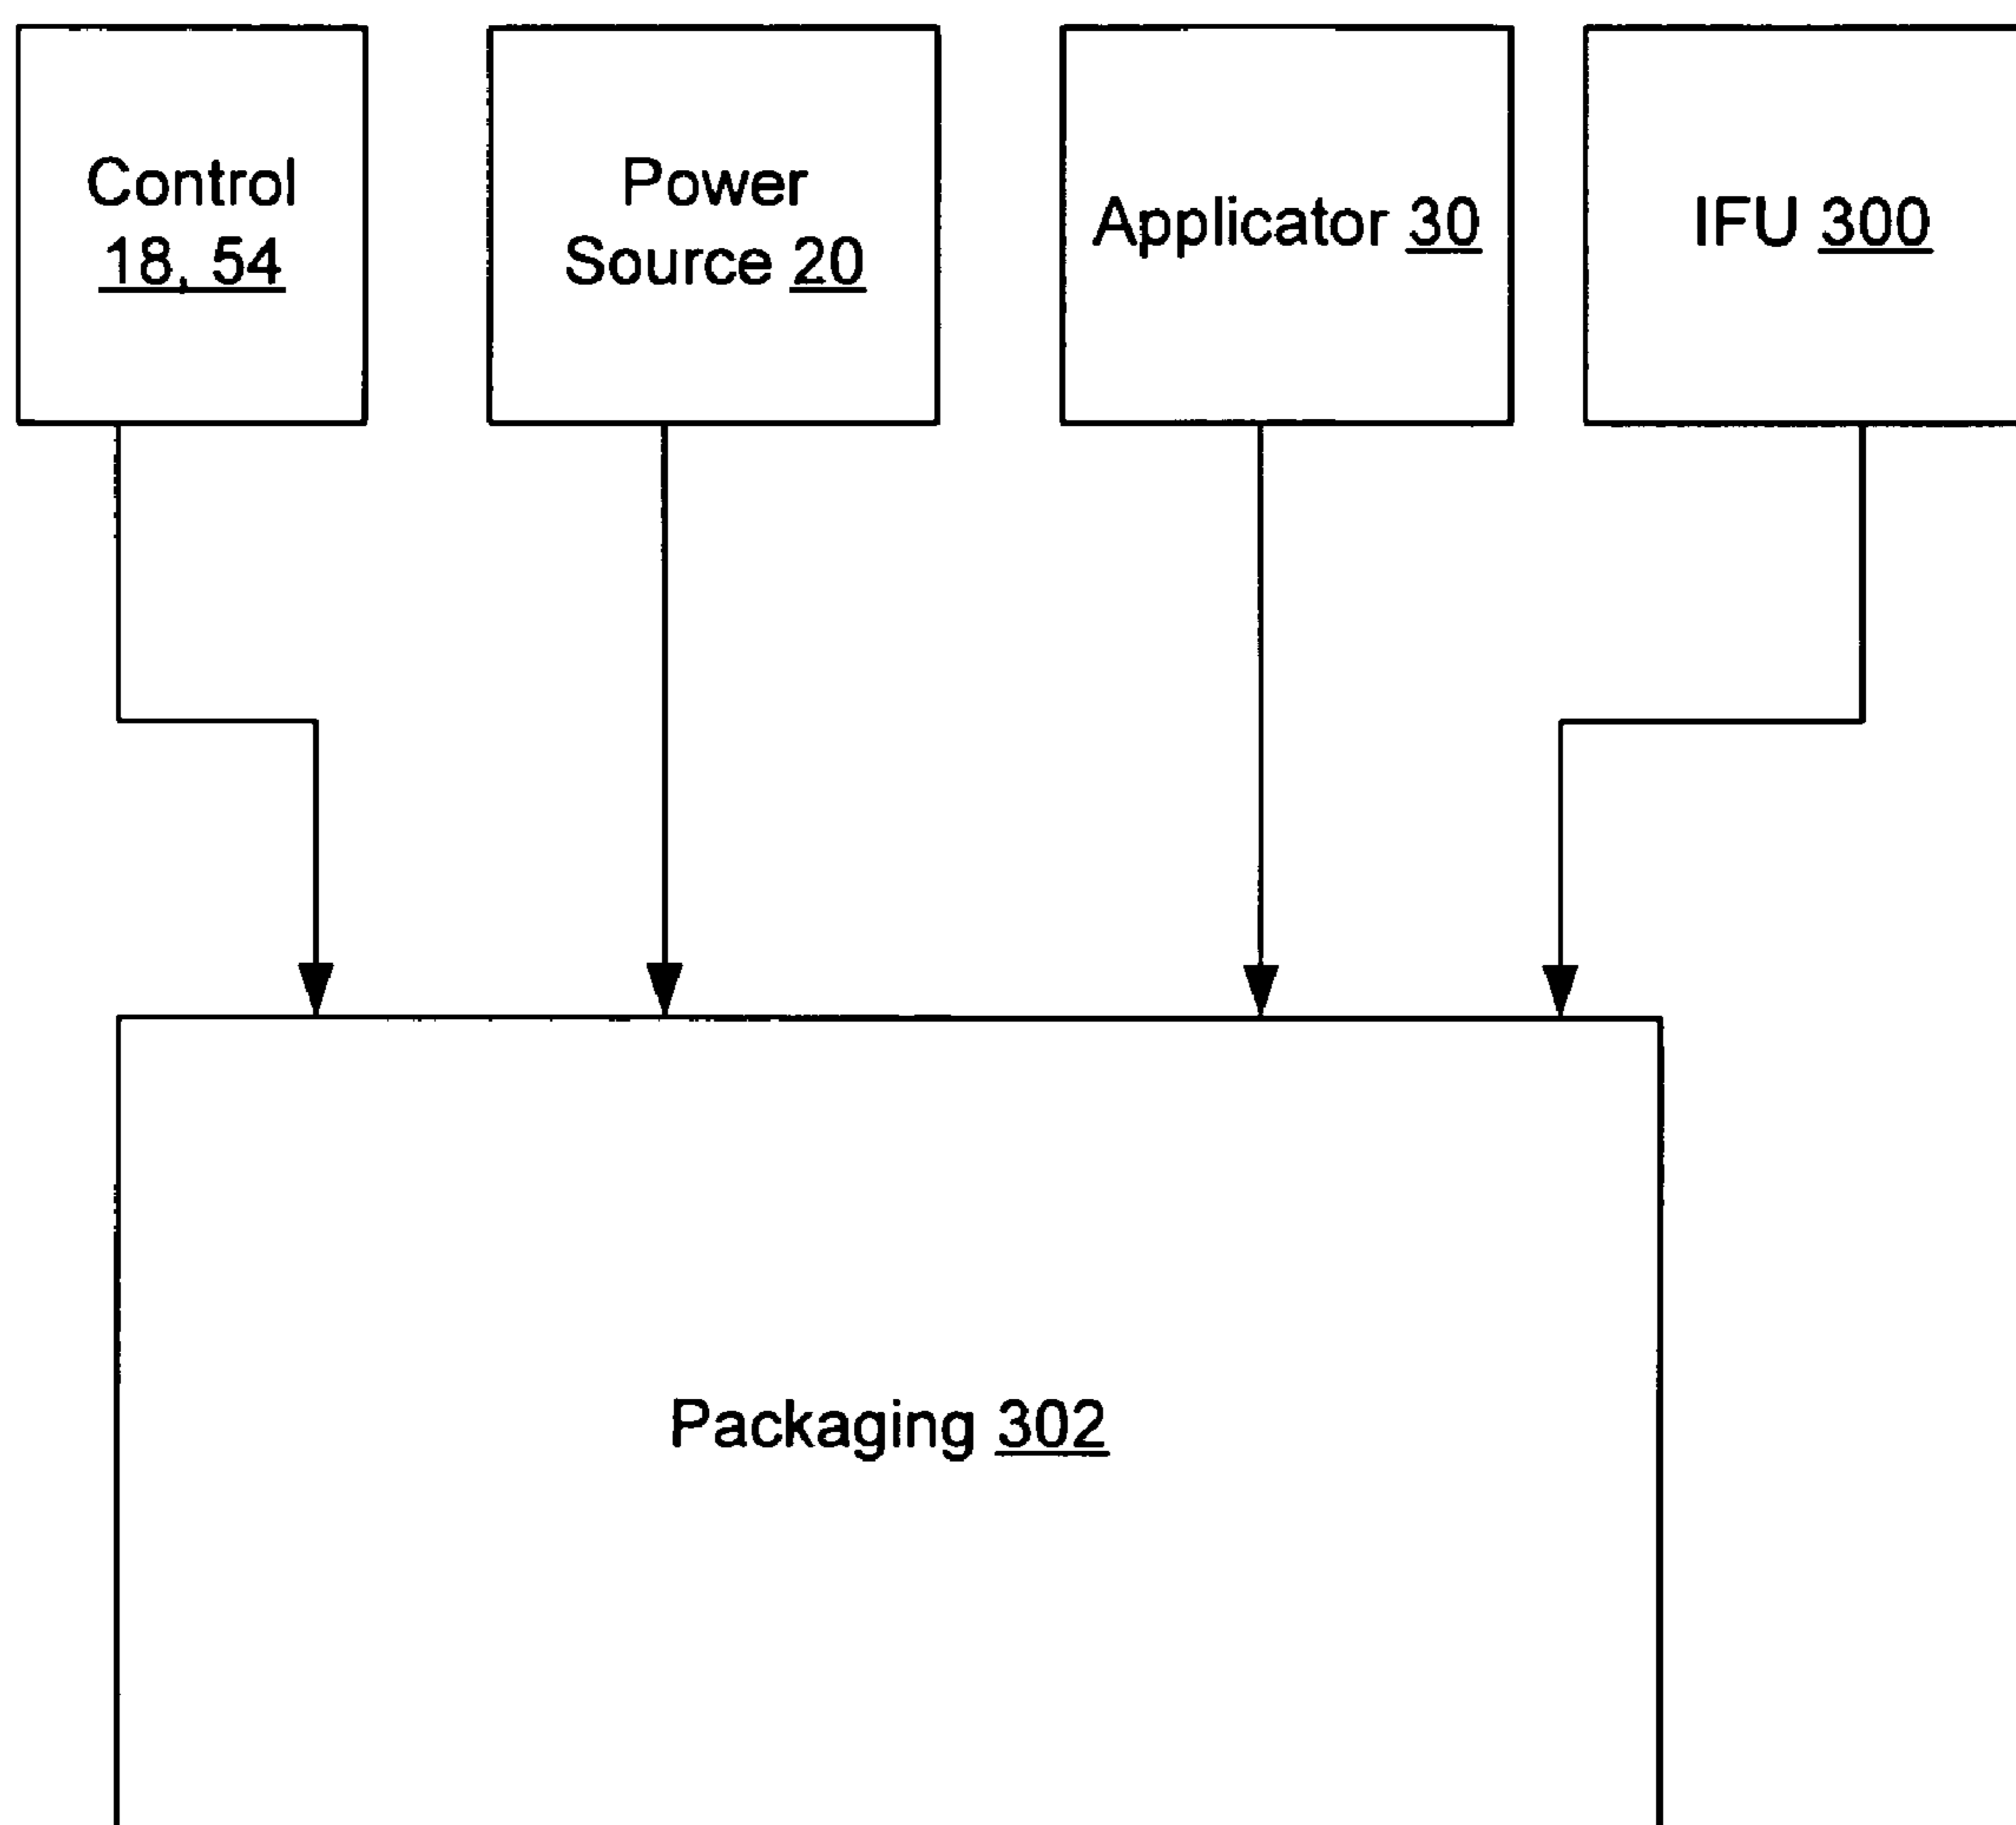 Control
18, 54
Power
Source 20
Applicator 30
IFU 300
Packaging 302